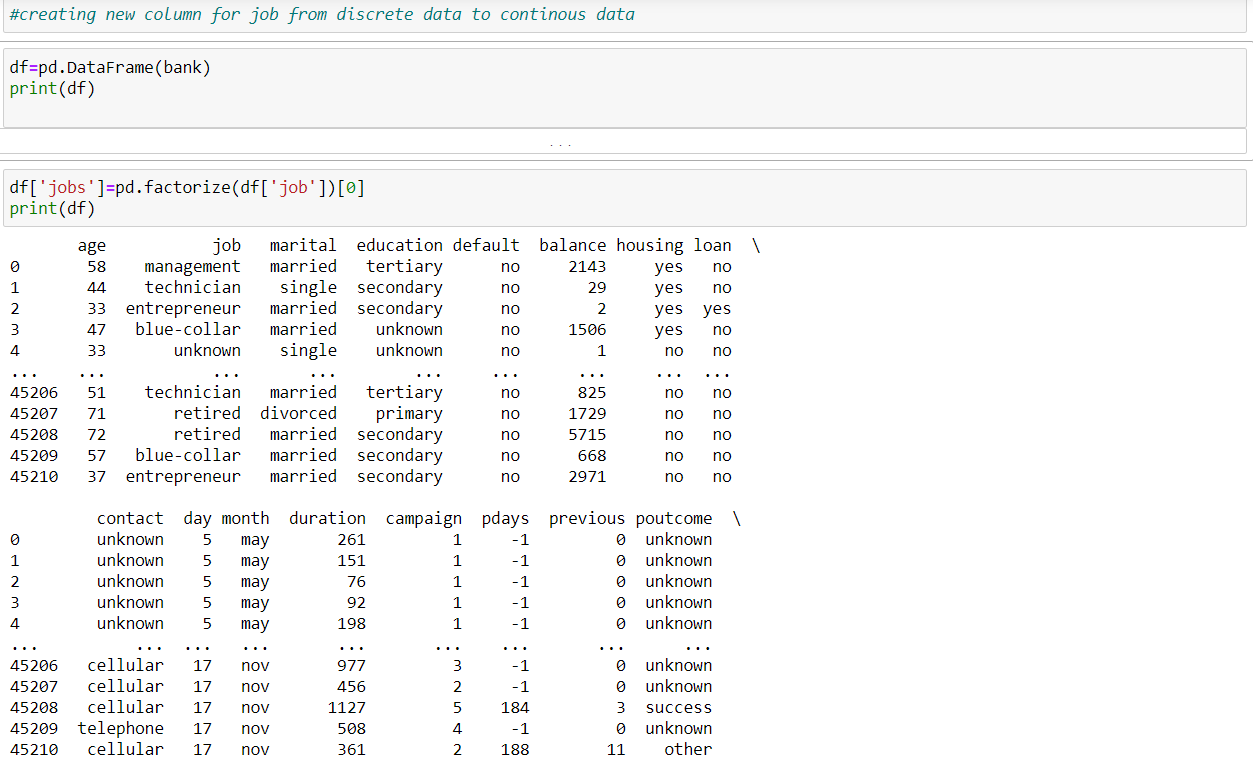 #creating new column for job from discrete data to continous data
df=pd.DataFrame(bank)
print(df)
...
df['jobs']=pd.factorize(df['job'])[0]
print(df)
age job marital education default balance housing loan \
0 58 management married tertiary no 2143 yes no
1 44 technician single secondary no 29 yes no
2 33 entrepreneur married secondary no 2 yes yes
3 47 blue-collar married unknown no 1506 yes no
4 33 unknown single unknown no 1 no no
... ... ... ... ... ... ... ... ...
45206 51 technician married tertiary no 825 no no
45207 71 retired divorced primary no 1729 no no
45208 72 retired married secondary no 5715 no no
45209 57 blue-collar married secondary no 668 no no
45210 37 entrepreneur married secondary no 2971 no no
contact day month duration campaign pdays previous poutcome \
0 unknown 5 may 261 1 -1 0 unknown
1 unknown 5 may 151 1 -1 0 unknown
2 unknown 5 may 76 1 -1 0 unknown
3 unknown 5 may 92 1 -1 0 unknown
4 unknown 5 may 198 1 -1 0 unknown
... ... ... ... ... ... ... ... ...
45206 cellular 17 nov 977 3 -1 0 unknown
45207 cellular 17 nov 456 2 -1 0 unknown
45208 cellular 17 nov 1127 5 184 3 success
45209 telephone 17 nov 508 4 -1 0 unknown
45210 cellular 17 nov 361 2 188 11 other